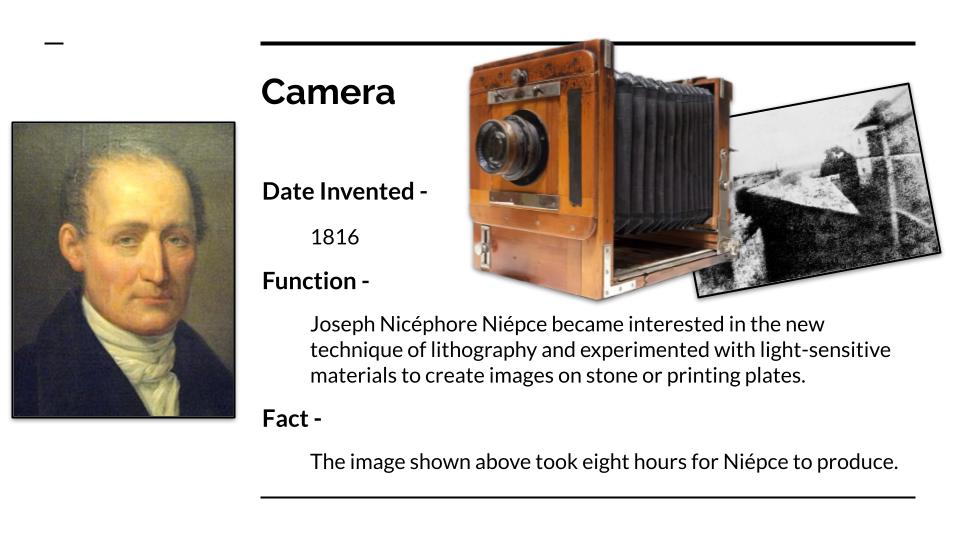 Camera
Date Invented -
1816
Function -
Joseph Nicéphore Niépce became interested in the new
technique of lithography and experimented with light-sensitive
materials to create images on stone or printing plates.
Fact -
The image shown above took eight hours for Niépce to produce.